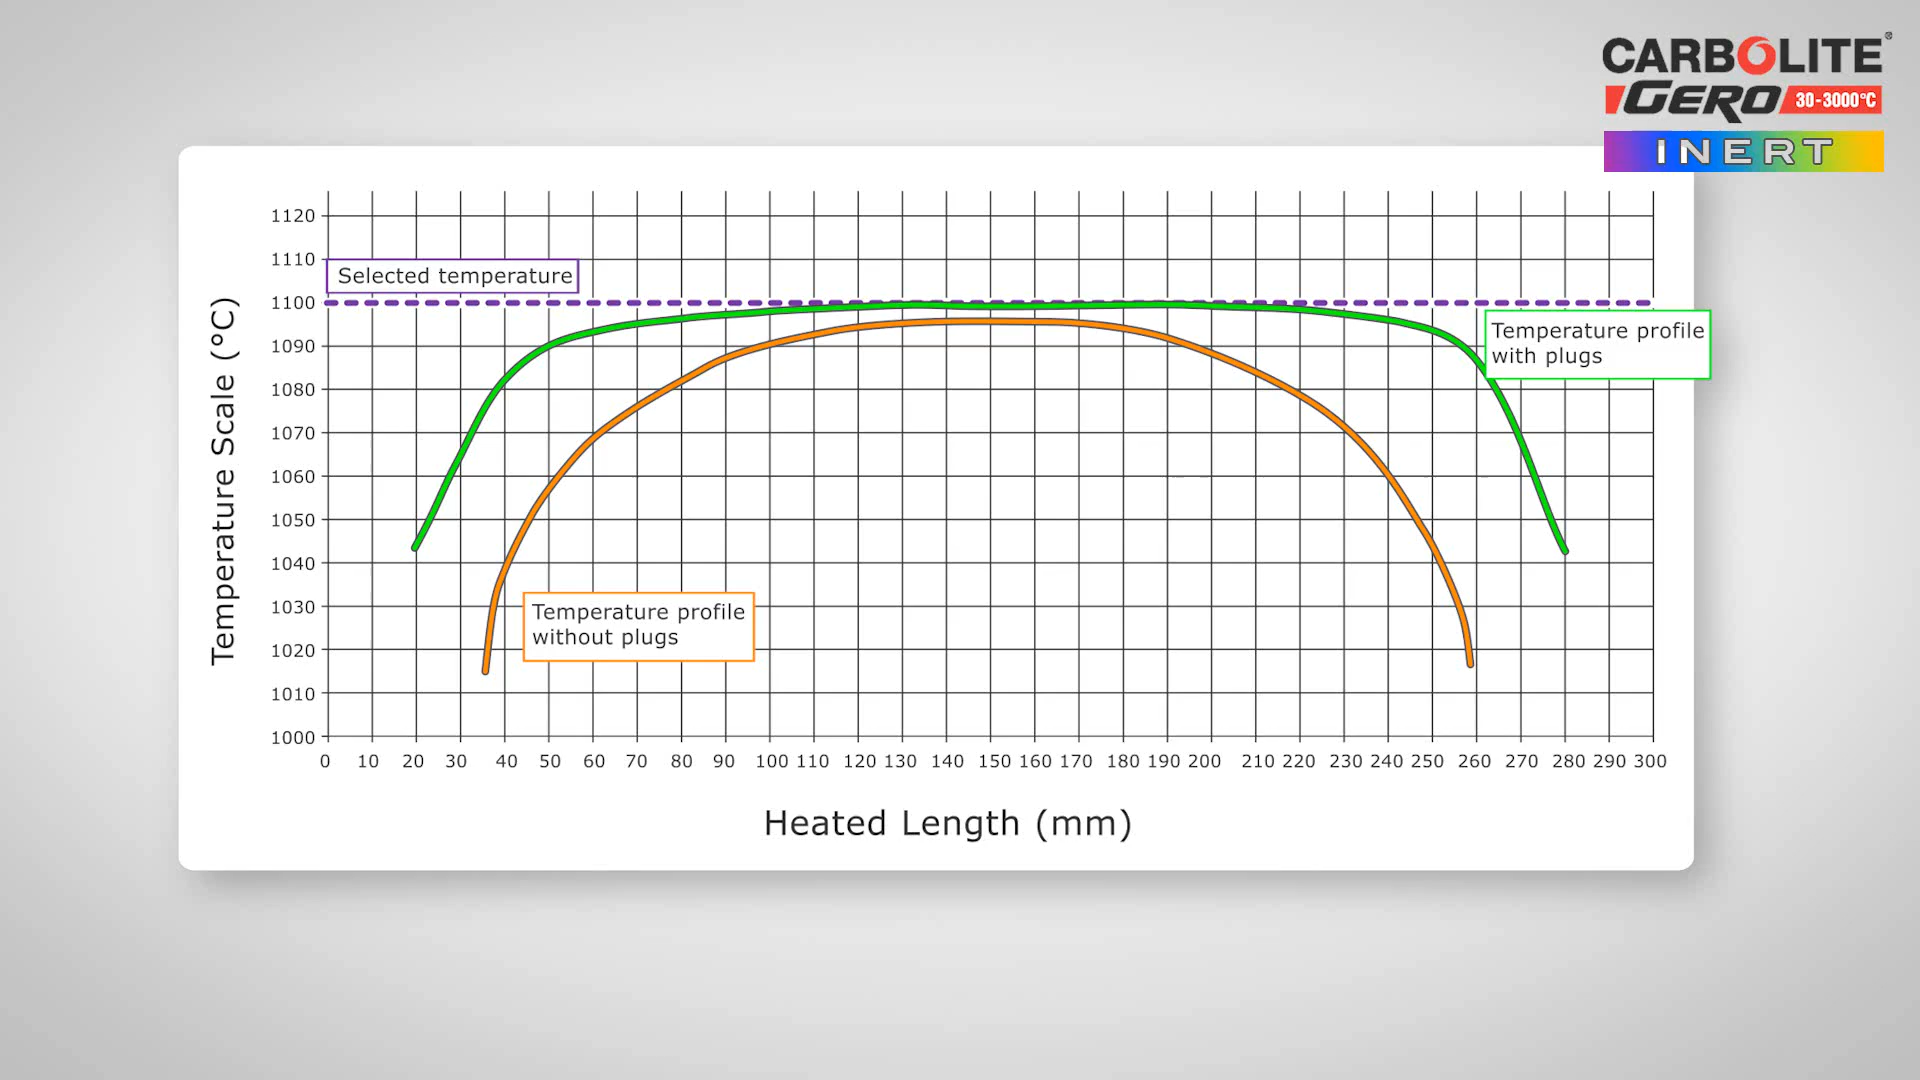 CARBOLITE®
GERO 30-3000°C
INERT
Temperature Scale (°C)
1120
1110
1100
1090
1080
1070
1060
1050
1040
1030
1020
1010
1000
Selected temperature
Temperature profile
with plugs
Temperature profile
without plugs
0 10 20 30 40 50 60 70 80 90 100 110 120 130 140 150 160 170 180 190 200 210 220 230 240 250 260 270 280 290 300
Heated Length (mm)